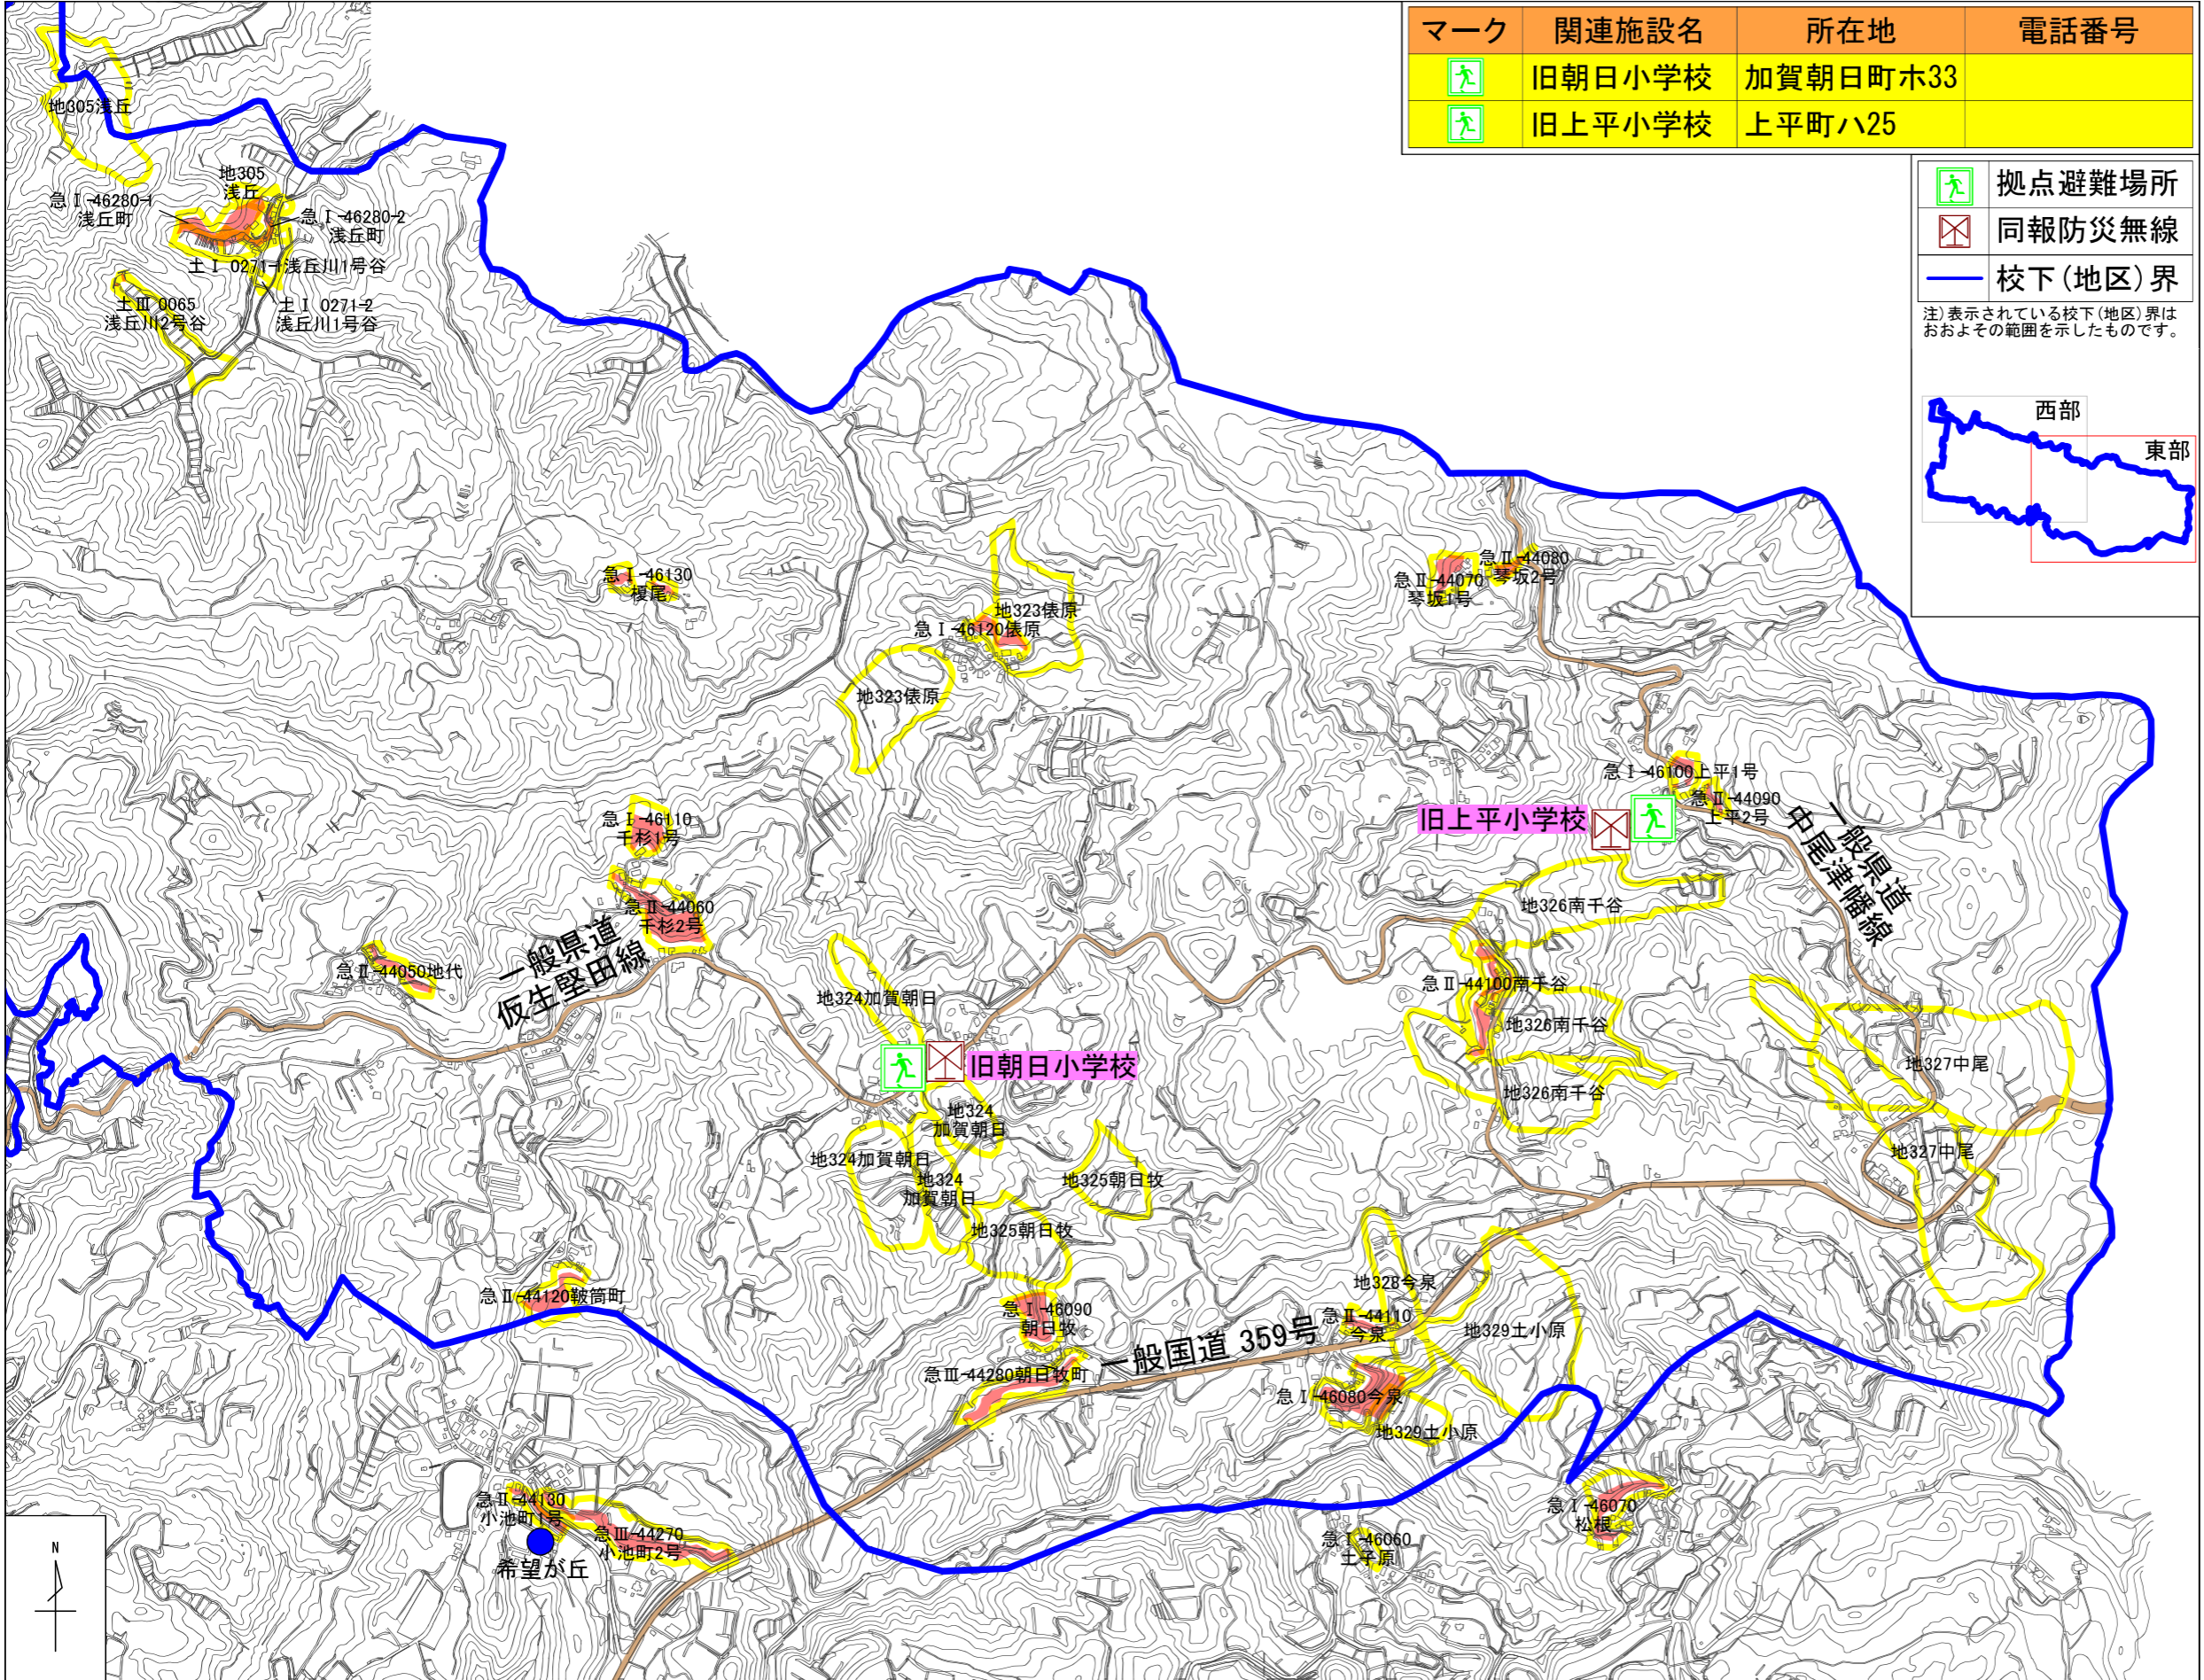 マーク 関連施設名 所在地 電話番号
旧朝日小学校 加賀朝日町ホ33
旧上平小学校 上平町ハ25
拠点避難場所
同報防災無線
校下(地区)界
注)表示されている校下(地区)界は
おおよその範囲を示したものです。
西部
東部
地305浅丘
地305
浅丘
急Ⅰ-46280-1
浅丘町
急Ⅰ-46280-2
浅丘町
土Ⅰ0271-1浅丘川1号谷
土Ⅲ0065
浅丘川2号谷
土Ⅰ0271-2
浅丘川1号谷
急Ⅰ-46130
榎尾
地323俵原
急Ⅰ-46120俵原
地323俵原
急Ⅱ-44080
琴坂2号
急Ⅱ-44070
琴坂1号
急Ⅰ-46100上平1号
急Ⅱ-44090
上平2号
旧上平小学校
一般県道
中尾津幡線
急Ⅰ-46110
千杉1号
急Ⅱ-44060
千杉2号
急Ⅱ-44050地代
一般県道
仮生堅田線
地326南千谷
急Ⅱ-44100南千谷
地326南千谷
地326南千谷
地324加賀朝日
旧朝日小学校
地324
加賀朝日
地324加賀朝日
地324
加賀朝日
地325朝日牧
地325朝日牧
地327中尾
地327中尾
急Ⅱ-44120鞁筒町
急Ⅰ-46090
朝日牧
地328今泉
急Ⅱ-44110
今泉
地329土小原
一般国道 359号
急Ⅲ-44280朝日牧町
急Ⅰ-46080今泉
地329土小原
急Ⅱ-44130
小池町1号
急Ⅲ-44270
小池町2号
希望が丘
急Ⅰ-46060
土子原
急Ⅰ-46070
松根
N